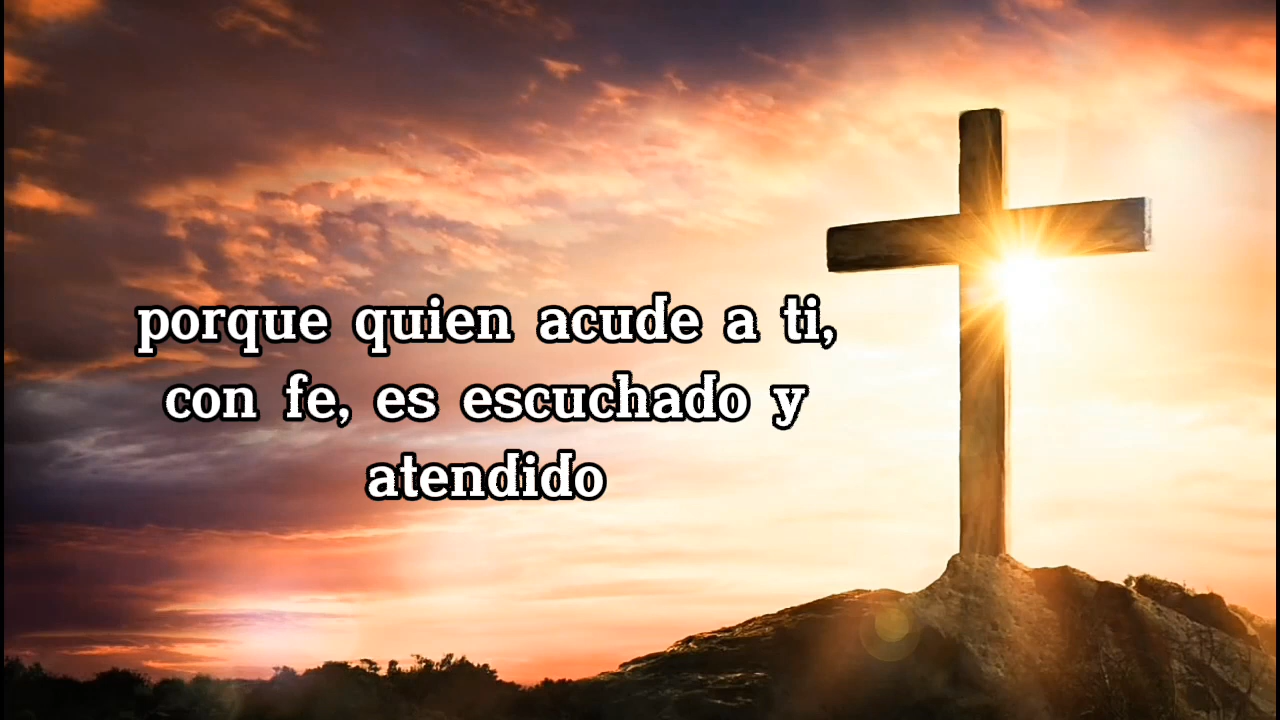 porque quien acude a ti,
con fe, es escuchado y
atendido